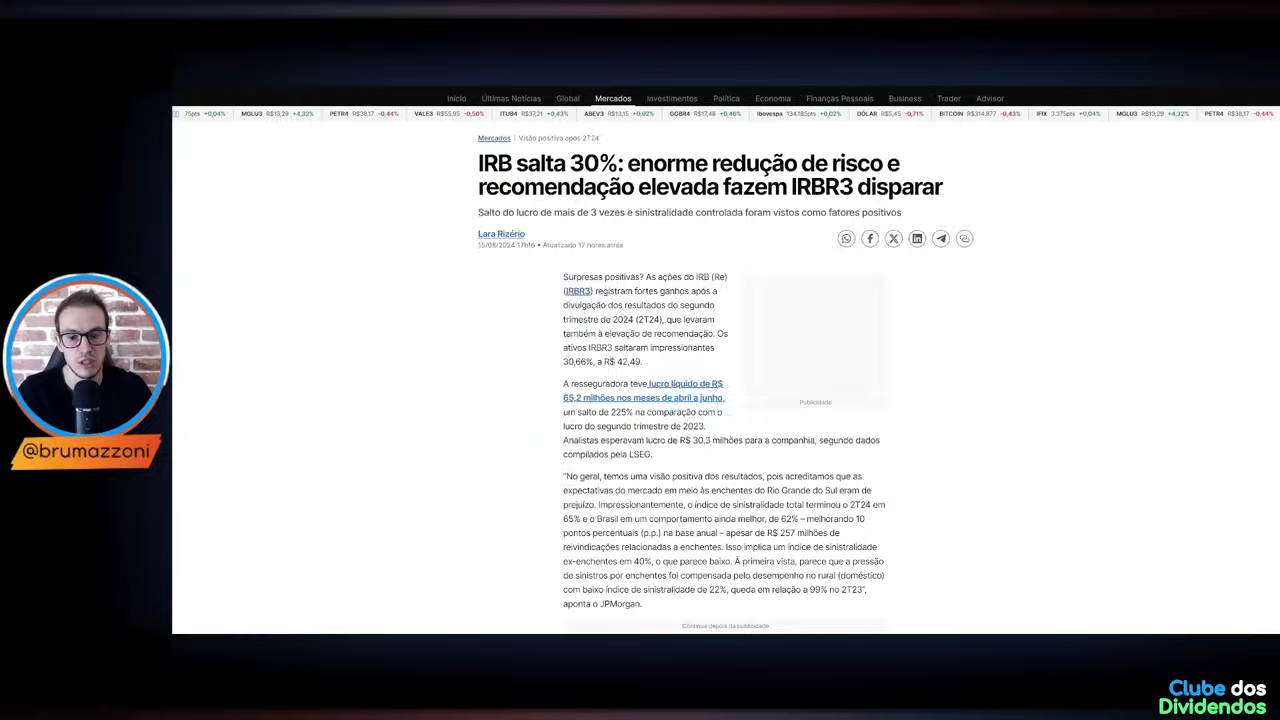 Início Últimas Notícias Global Mercados Investimentos Política Economia Finanças Pessoais Business Trader Advisor
75pts +0,04% MGLU3 R$13,29 +4,32% PETR4 R$38,17 -0,44% VALE3 R$55,95 -0,50% ITUB4 R$37,21 +0,43% ABEV3 R$13,15 +0,92% GGBR4 R$17,48 +0,46% Ibovespa 134.185pts +0,02% DÓLAR R$5,45 -0,71% BITCOIN R$314.877 -0,43% IFIX 3.375pts +0,04% MGLU3 R$13,29 +4,32% PETR4 R$38,17 -0,44%
Mercados | Visão positiva após 2T24
IRB salta 30%: enorme redução de risco e
recomendação elevada fazem IRBR3 disparar
Salto do lucro de mais de 3 vezes e sinistralidade controlada foram vistos como fatores positivos
Lara Rizério
15/08/2024 17h16 • Atualizado 17 horas atrás
Surpresas positivas? As ações do IRB (Re)
(IRBR3) registram fortes ganhos após a
divulgação dos resultados do segundo
trimestre de 2024 (2T24), que levaram
também à elevação de recomendação. Os
ativos IRBR3 saltaram impressionantes
30,66%, a R$ 42,49.
A resseguradora teve lucro líquido de R$
65,2 milhões nos meses de abril a junho,
um salto de 225% na comparação com o
lucro do segundo trimestre de 2023.
Publicidade
Analistas esperavam lucro de R$ 30,3 milhões para a companhia, segundo dados
compilados pela LSEG.
"No geral, temos uma visão positiva dos resultados, pois acreditamos que as
expectativas do mercado em meio às enchentes do Rio Grande do Sul eram de
prejuízo. Impressionantemente, o índice de sinistralidade total terminou o 2T24 em
65% e o Brasil em um comportamento ainda melhor, de 62% – melhorando 10
pontos percentuais (p.p.) na base anual – apesar de R$ 257 milhões de
reivindicações relacionadas a enchentes. Isso implica um índice de sinistralidade
ex-enchentes em 40%, o que parece baixo. À primeira vista, parece que a pressão
de sinistros por enchentes foi compensada pelo desempenho no rural (doméstico)
com baixo índice de sinistralidade de 22%, queda em relação a 99% no 2T23",
aponta o JPMorgan.
Continua depois da publicidade
@brumazzoni
Clube dos
Dividendos